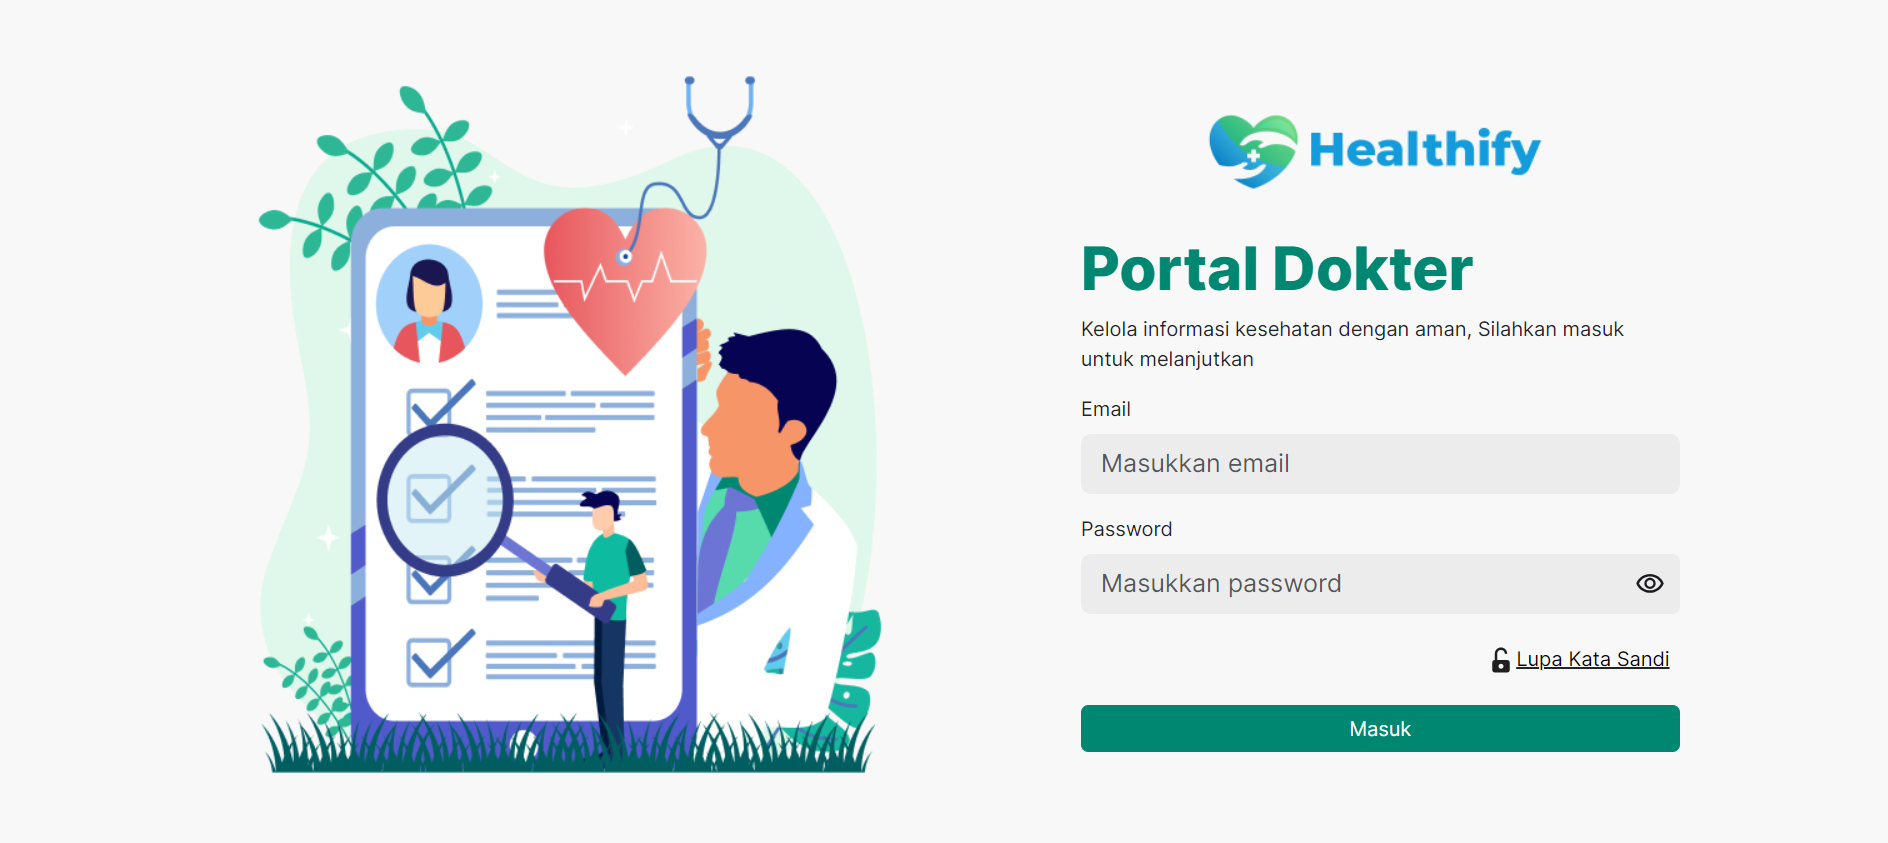 Healthify
Portal Dokter
Kelola informasi kesehatan dengan aman, Silahkan masuk
untuk melanjutkan
Email
Masukkan email
Password
Masukkan password
Lupa Kata Sandi
Masuk